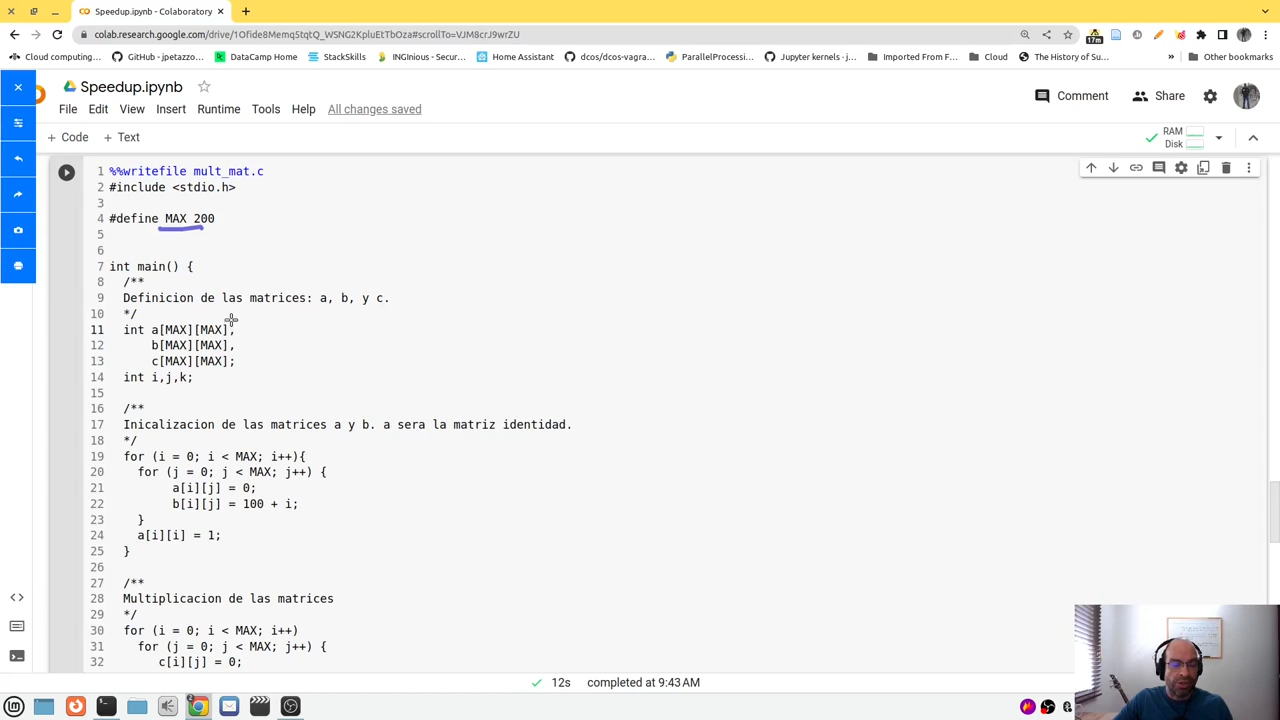 Speedup.ipynb - Colaboratory
colab.research.google.com/drive/1Ofide8Memq5tqtQ_WSNG2KpluEtTbOza#scrollTo=VJM8crJ9wrZU
17m
Cloud computing...
GitHub - jpetazzo...
DataCamp Home
StackSkills
INGInious - Secur...
Home Assistant
dcos/dcos-vagra...
ParallelProcessi...
Jupyter kernels · j...
Imported From F...
Cloud
The History of Su...
Other bookmarks
Speedup.ipynb
File Edit View Insert Runtime Tools Help All changes saved
Comment Share
+ Code + Text
RAM
Disk
1 %%writefile mult_mat.c
2 #include <stdio.h>
3
4 #define MAX 200
5
6
7 int main() {
8 /**
9 Definicion de las matrices: a, b, y c.
10 */
11 int a[MAX][MAX],
12 b[MAX][MAX],
13 c[MAX][MAX];
14 int i,j,k;
15
16 /**
17 Inicalizacion de las matrices a y b. a sera la matriz identidad.
18 */
19 for (i = 0; i < MAX; i++){
20 for (j = 0; j < MAX; j++) {
21 a[i][j] = 0;
22 b[i][j] = 100 + i;
23 }
24 a[i][i] = 1;
25 }
26
27 /**
28 Multiplicacion de las matrices
29 */
30 for (i = 0; i < MAX; i++)
31 for (j = 0; j < MAX; j++) {
32 c[i][j] = 0;
12s completed at 9:43 AM